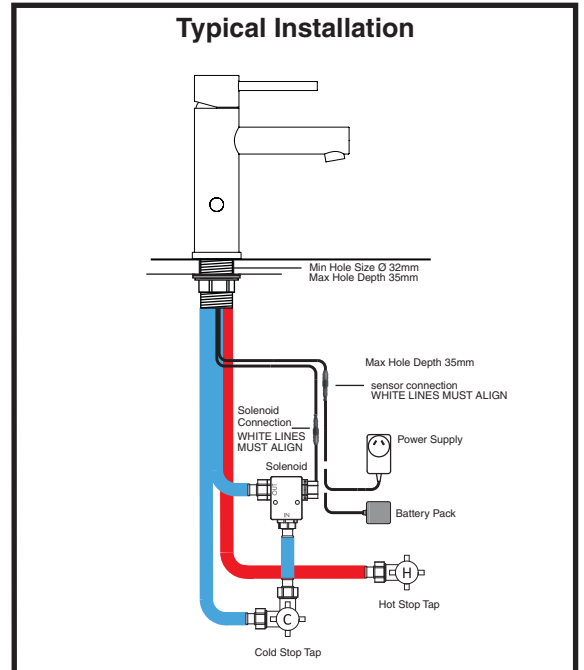 Typical Installation
Min Hole Size Ø 32mm
Max Hole Depth 35mm
Max Hole Depth 35mm
sensor connection
WHITE LINES MUST ALIGN
Solenoid
Connection
WHITE LINES
MUST ALIGN
Power Supply
Solenoid
OUT
IN
Battery Pack
H
Hot Stop Tap
C
Cold Stop Tap